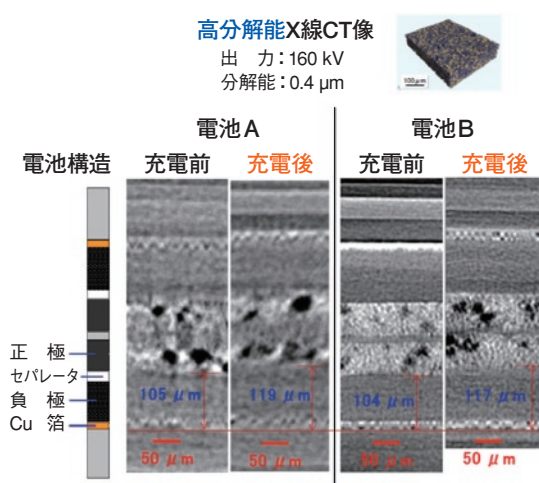 高分解能X線CT像
出 力：160 kV
分解能：0.4 μm
100μm
電池A
電池B
電池構造
充電前
充電後
充電前
充電後
正 極
セパレータ
負 極
Cu 箔
105 μm
119 μm
104 μm
117 μm
50 μm
50 μm
50 μm
50 μm